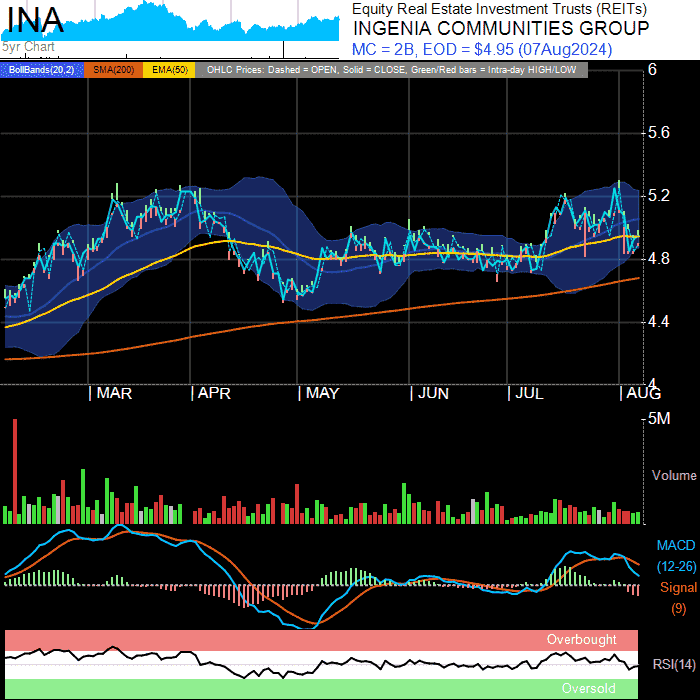 INA
5yr Chart
Equity Real Estate Investment Trusts (REITs)
INGENIA COMMUNITIES GROUP
MC = 2B, EOD = $4.95 (07Aug2024)
BollBands(20,2) SMA(200) EMA(50) OHLC Prices: Dashed = OPEN, Solid = CLOSE, Green/Red bars = Intra-day HIGH/LOW
6
5.6
5.2
4.8
4.4
4
| MAR | APR | MAY | JUN | JUL | AUG
5M
Volume
MACD
(12-26)
Signal
(9)
Overbought
RSI(14)
Oversold